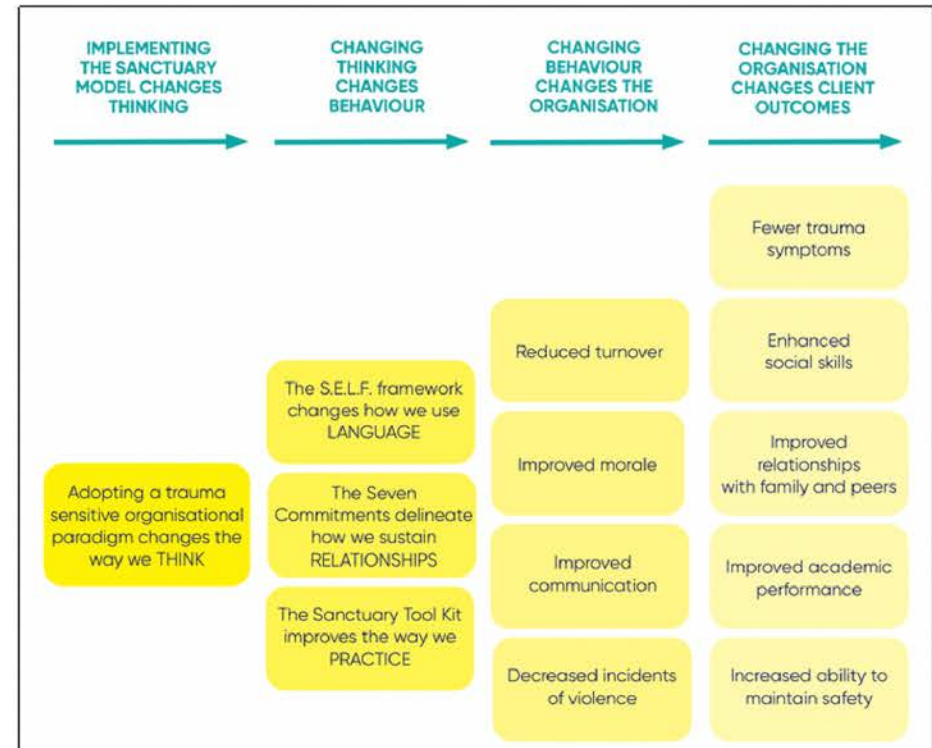 IMPLEMENTING
THE SANCTUARY
MODEL CHANGES
THINKING
CHANGING
THINKING
CHANGES
BEHAVIOUR
CHANGING
BEHAVIOUR
CHANGES THE
ORGANISATION
CHANGING THE
ORGANISATION
CHANGES CLIENT
OUTCOMES
Adopting a trauma
sensitive organisational
paradigm changes the
way we THINK
The S.E.L.F. framework
changes how we use
LANGUAGE
The Seven
Commitments delineate
how we sustain
RELATIONSHIPS
The Sanctuary Tool Kit
improves the way we
PRACTICE
Reduced turnover
Improved morale
Improved
communication
Decreased incidents
of violence
Fewer trauma
symptoms
Enhanced
social skills
Improved
relationships
with family and peers
Improved academic
performance
Increased ability to
maintain safety